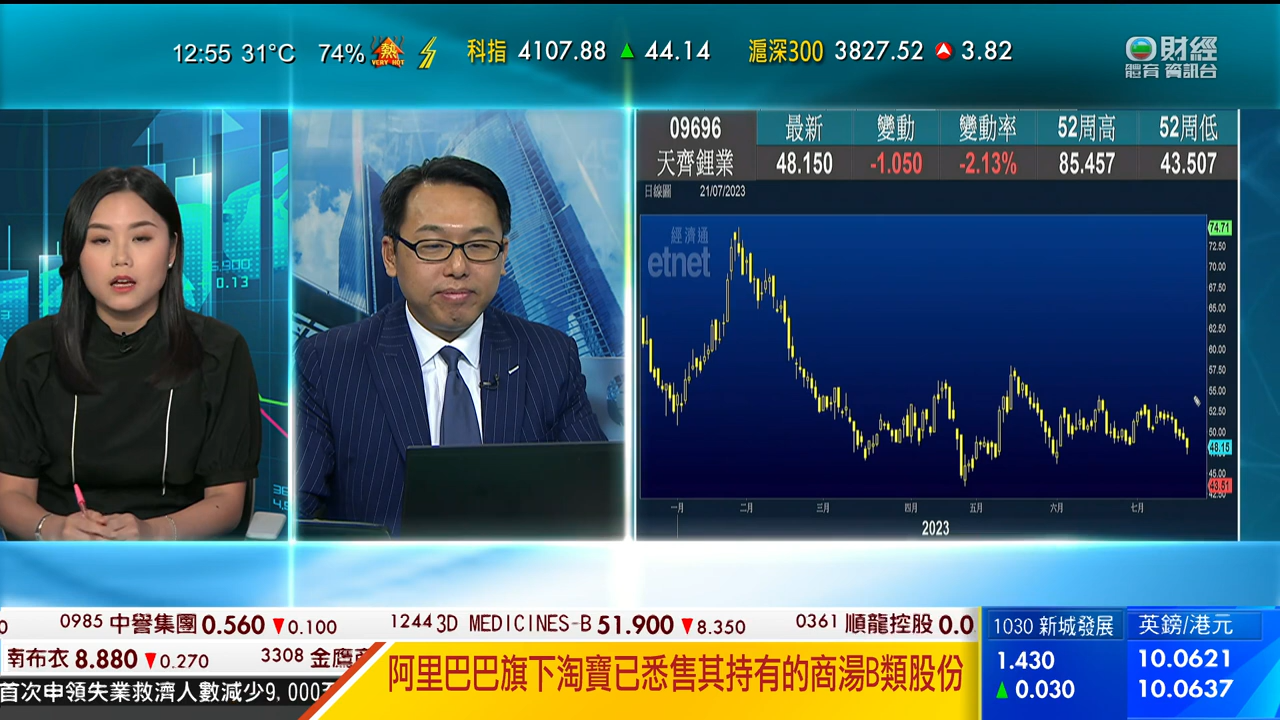 12:55 31°C 74% 熱 VERY HOT 科指 4107.88 ▲ 44.14 滬深300 3827.52 3.82
財經
體育 資訊台
09696 最新 變動 變動率 52周高 52周低
天齊鋰業 48.150 -1.050 -2.13% 85.457 43.507
日線圖 21/07/2023
經濟通
etnet
74.71
72.50
70.00
67.50
65.00
62.50
60.00
57.50
55.00
52.50
50.00
48.15
45.00
43.51
42.50
一月 二月 三月 四月 五月 六月 七月
2023
0985 中譽集團 0.560 ▼ 0.100 1244 3D MEDICINES-B 51.900 ▼ 8.350 0361 順龍控股 0.0
南布衣 8.880 ▼ 0.270 3308 金鷹
首次申領失業救濟人數減少9,000
阿里巴巴旗下淘寶已悉售其持有的商湯B類股份
1030 新城發展
1.430
▲ 0.030
英鎊/港元
10.0621
10.0637